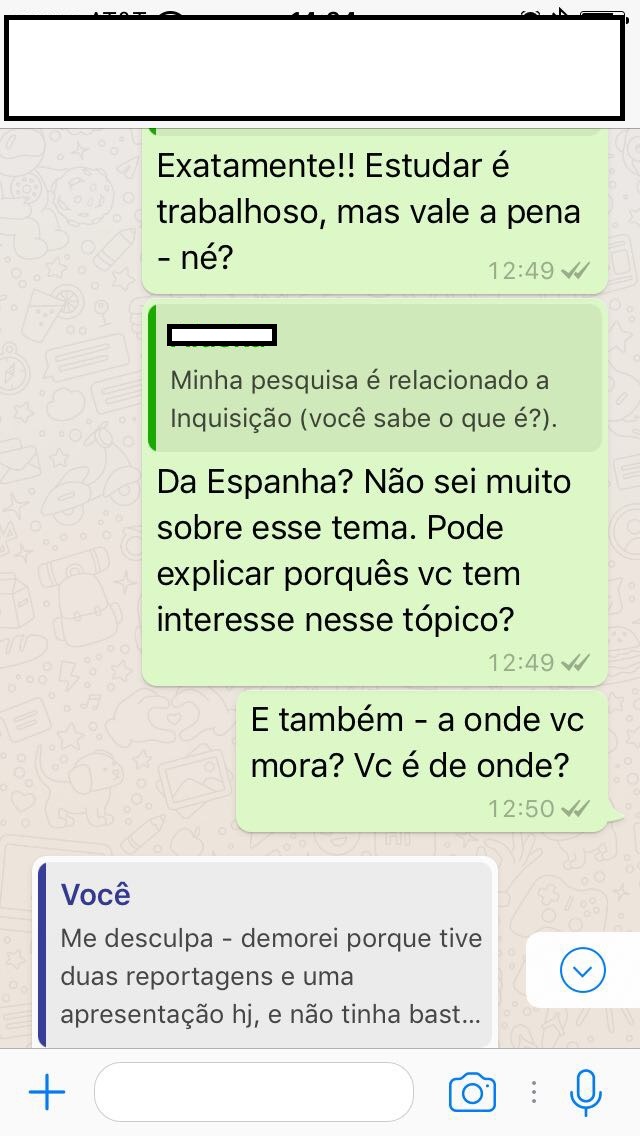 Exatamente!! Estudar é
trabalhoso, mas vale a pena
- né?
12:49
Minha pesquisa é relacionado a
Inquisição (você sabe o que é?).
Da Espanha? Não sei muito
sobre esse tema. Pode
explicar porquês vc tem
interesse nesse tópico?
12:49
E também - a onde vc
mora? Vc é de onde?
12:50
Você
Me desculpa - demorei porque tive
duas reportagens e uma
apresentação hj, e não tinha bast...